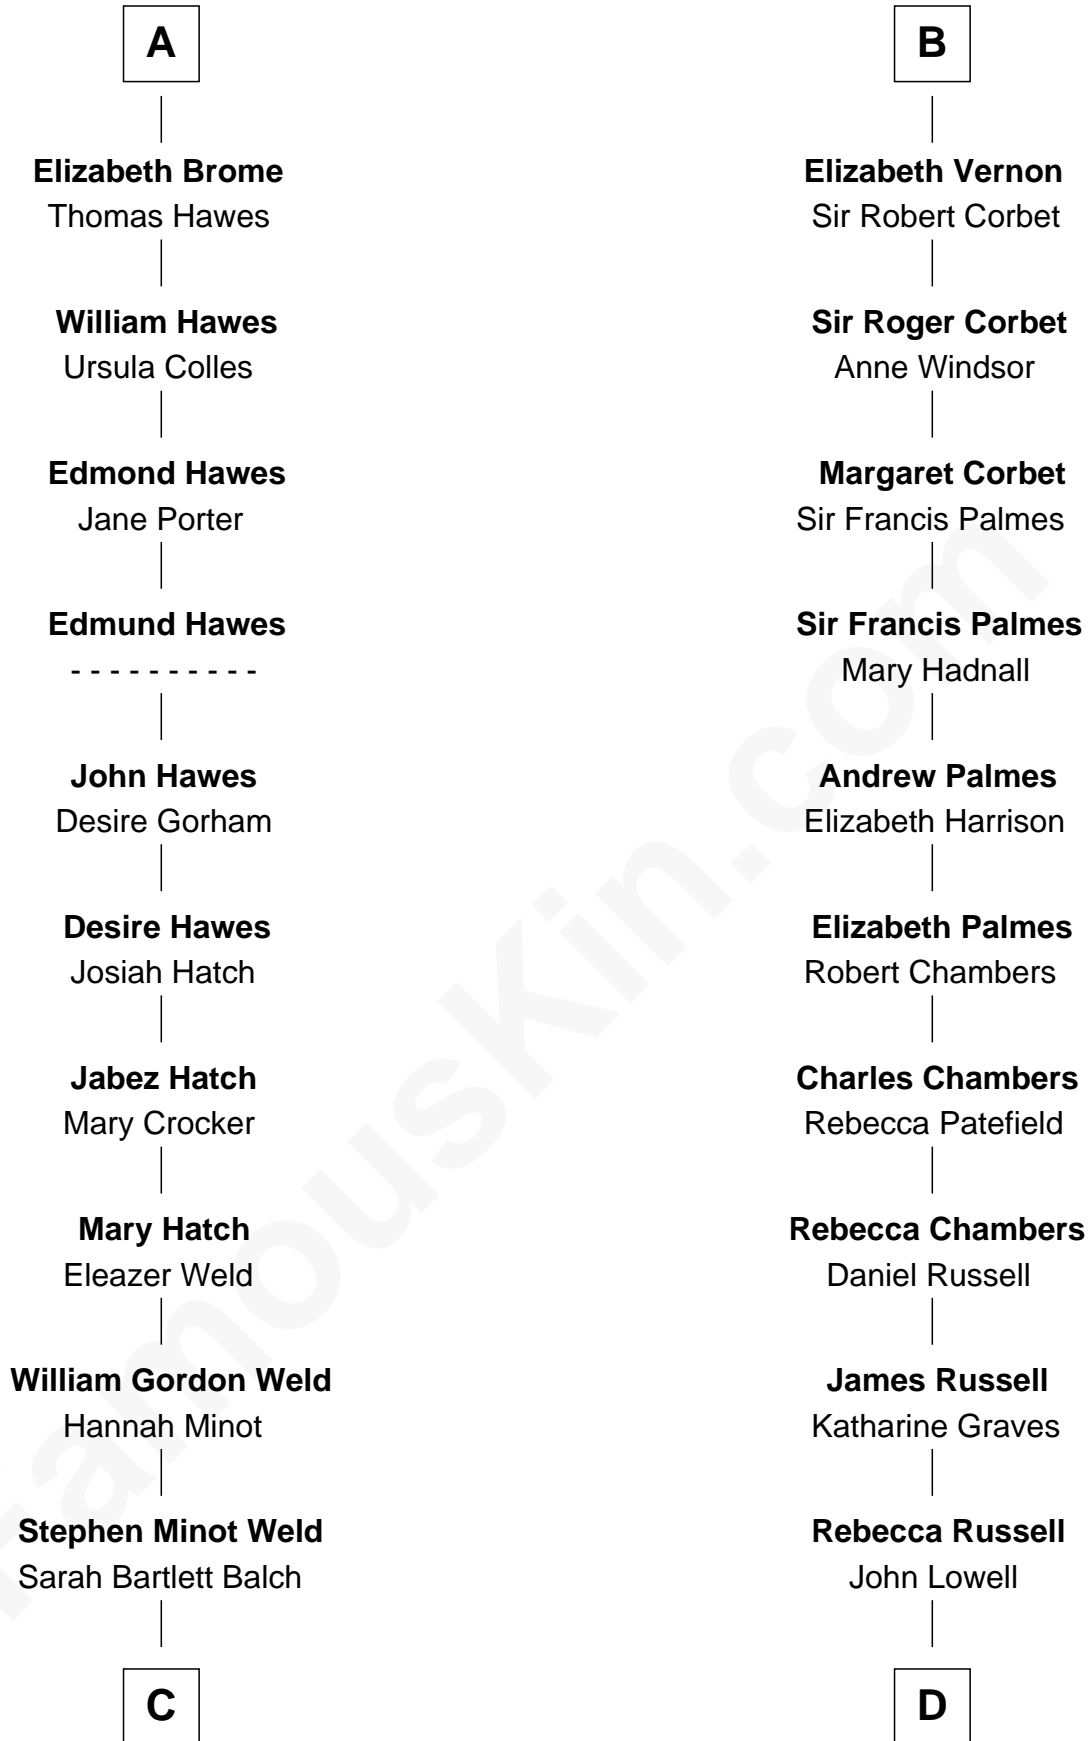 A
Elizabeth Brome
Thomas Hawes
William Hawes
Ursula Colles
Edmond Hawes
Jane Porter
Edmund Hawes
- - - - - - - - - -
John Hawes
Desire Gorham
Desire Hawes
Josiah Hatch
Jabez Hatch
Mary Crocker
Mary Hatch
Eleazer Weld
William Gordon Weld
Hannah Minot
Stephen Minot Weld
Sarah Bartlett Balch
C
B
Elizabeth Vernon
Sir Robert Corbet
Sir Roger Corbet
Anne Windsor
Margaret Corbet
Sir Francis Palmes
Sir Francis Palmes
Mary Hadnall
Andrew Palmes
Elizabeth Harrison
Elizabeth Palmes
Robert Chambers
Charles Chambers
Rebecca Patefield
Rebecca Chambers
Daniel Russell
James Russell
Katharine Graves
Rebecca Russell
John Lowell
D
FamousKin.com